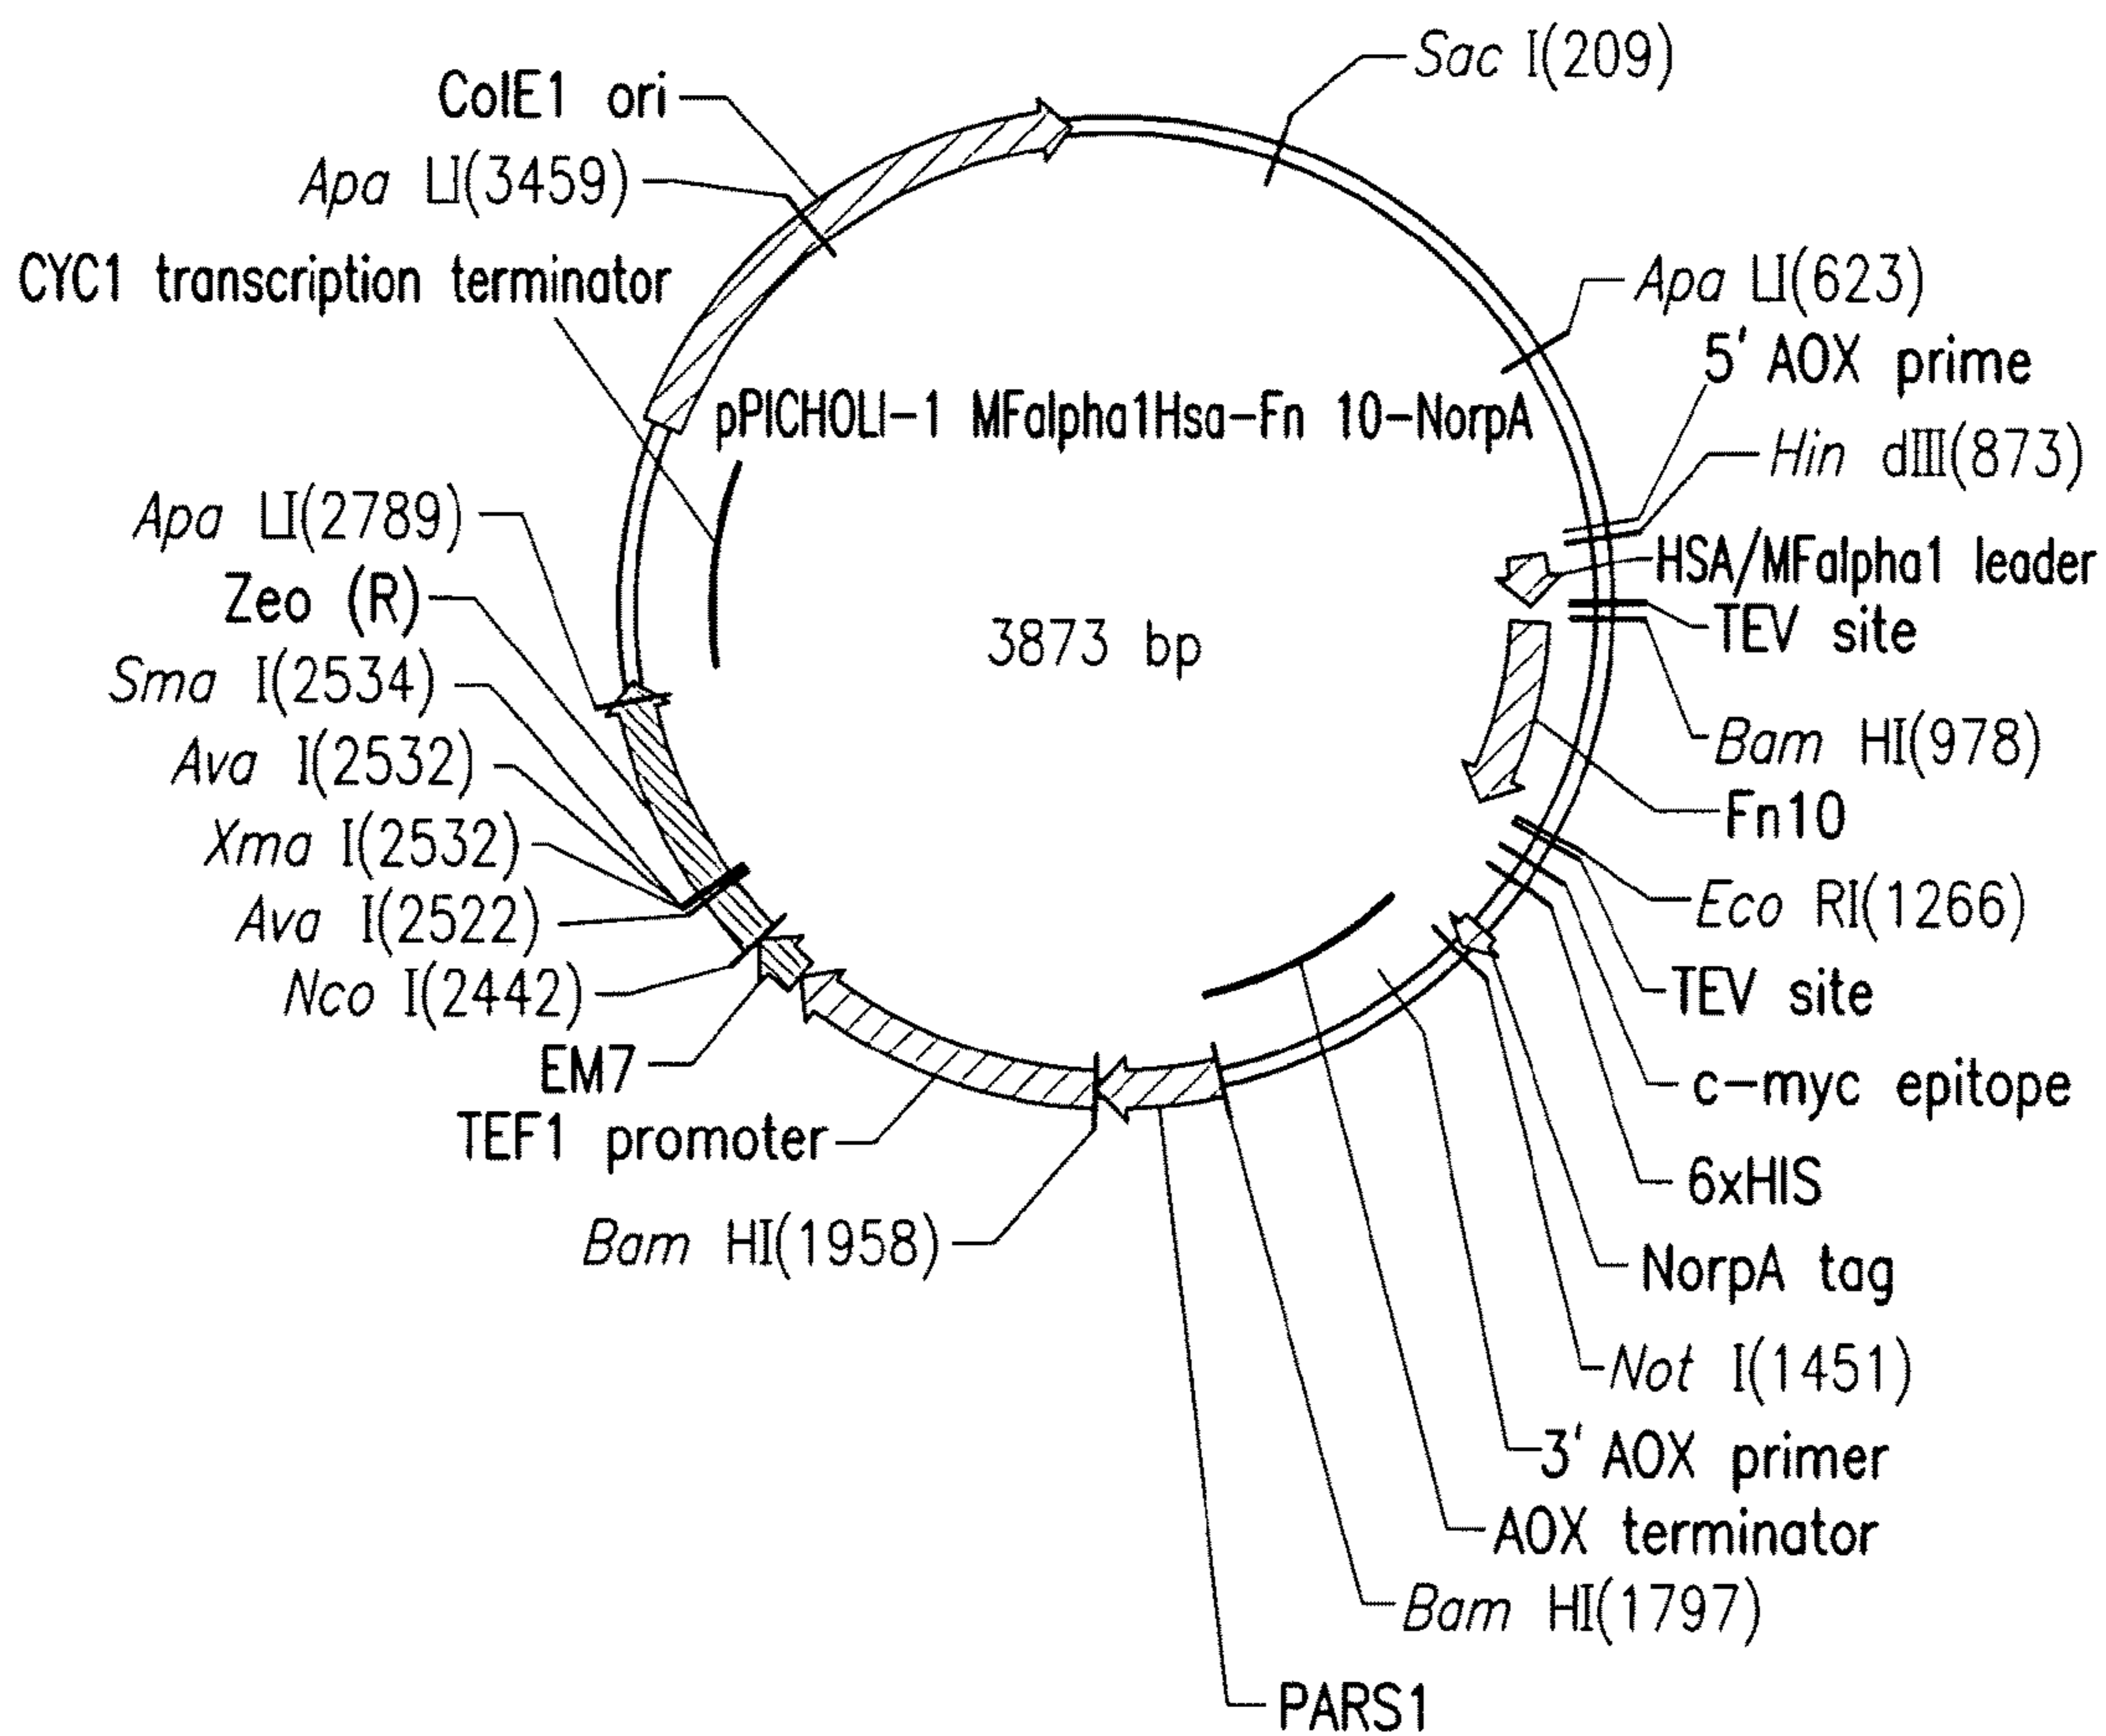 Sac I(209)
ColE1 ori
Apa LI(3459)
CYC1 transcription terminator
Apa LI(623)
5' AOX prime
pPICHOLI-1 MFalpha1Hsa-Fn 10-NorpA
Hin dIII(873)
Apa LI(2789)
HSA/MFalpha1 leader
Zeo (R)
3873 bp
TEV site
Sma I(2534)
Bam HI(978)
Ava I(2532)
Fn10
Xma I(2532)
Eco RI(1266)
Ava I(2522)
Nco I(2442)
TEV site
EM7
c-myc epitope
TEF1 promoter
6xHIS
Bam HI(1958)
NorpA tag
Not I(1451)
3' AOX primer
AOX terminator
Bam HI(1797)
PARS1